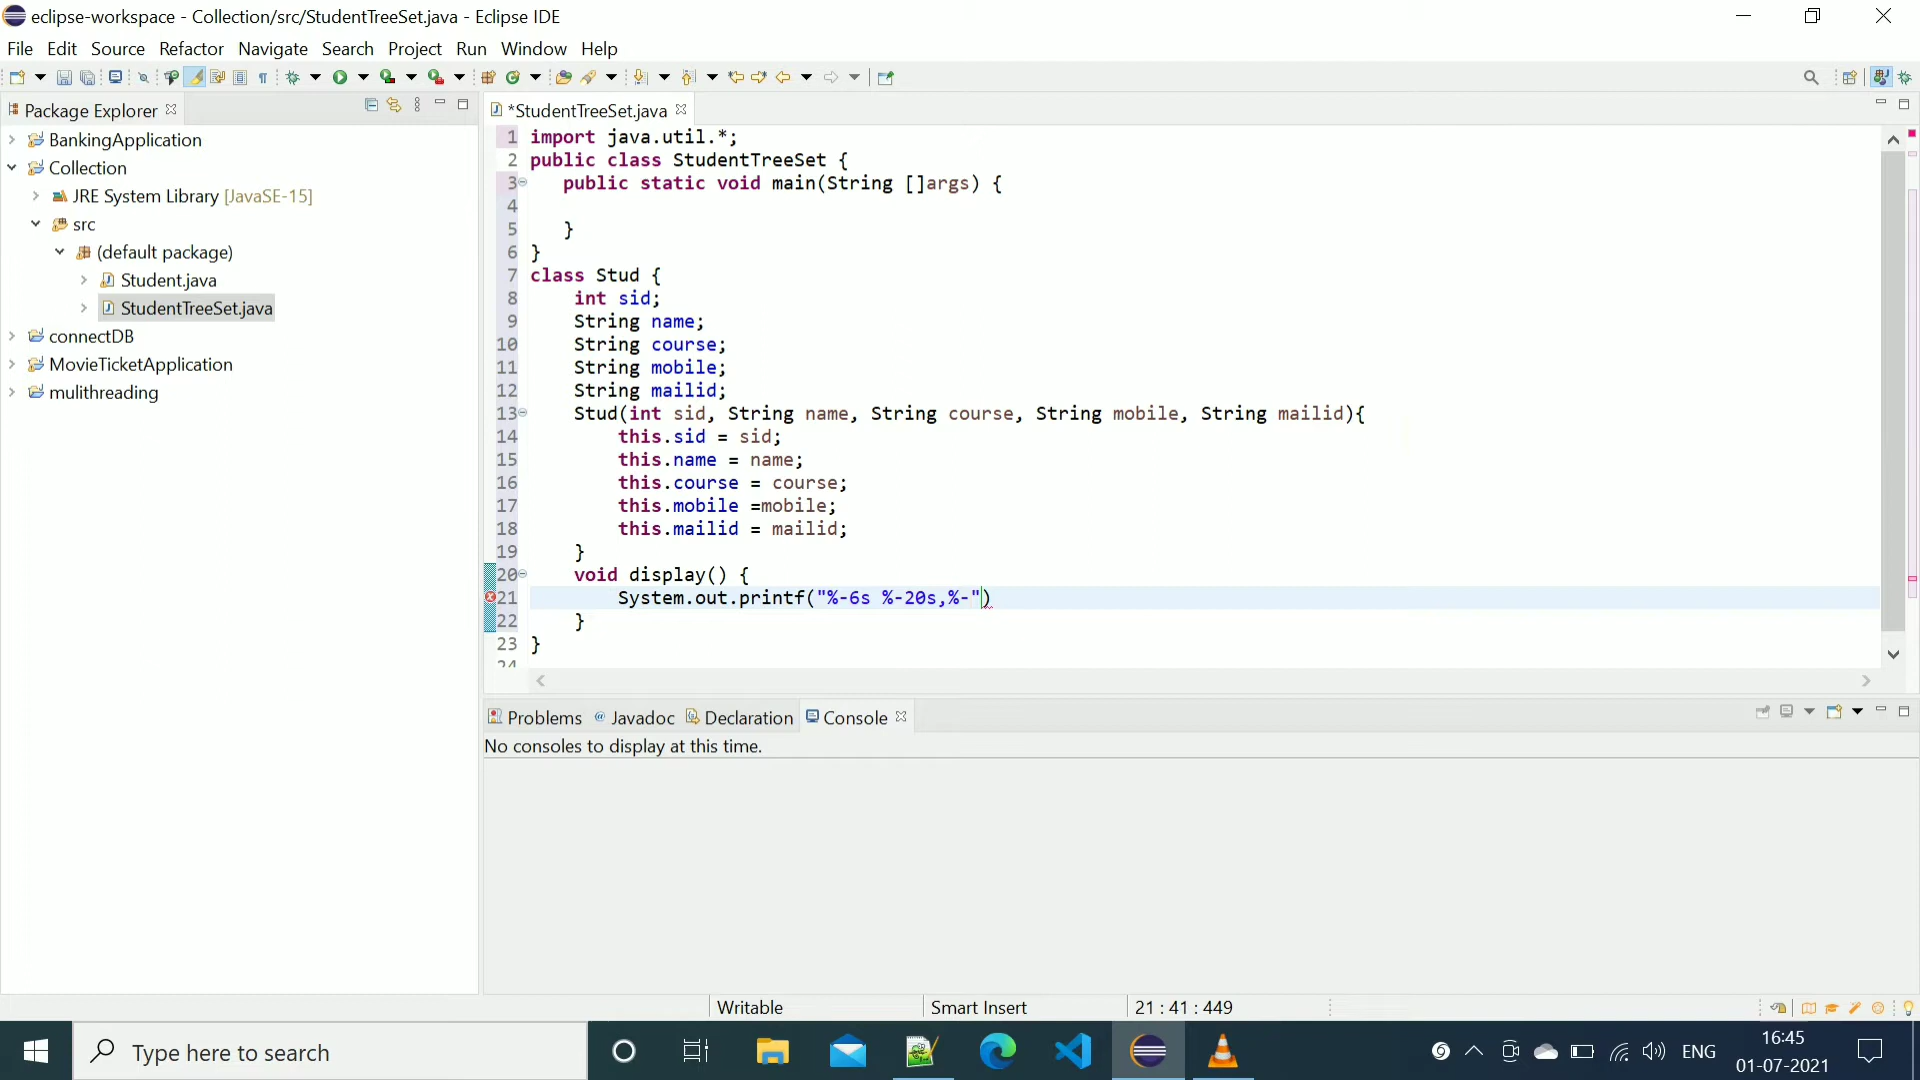 eclipse-workspace - Collection/src/StudentTreeSet.java - Eclipse IDE
File Edit Source Refactor Navigate Search Project Run Window Help
Package Explorer
BankingApplication
Collection
JRE System Library [JavaSE-15]
src
(default package)
Student.java
StudentTreeSet.java
connectDB
MovieTicketApplication
mulithreading
*StudentTreeSet.java
1 import java.util.*;
2 public class StudentTreeSet {
3 public static void main(String []args) {
4
5 }
6 }
7 class Stud {
8 int sid;
9 String name;
10 String course;
11 String mobile;
12 String mailid;
13 Stud(int sid, String name, String course, String mobile, String mailid){
14 this.sid = sid;
15 this.name = name;
16 this.course = course;
17 this.mobile =mobile;
18 this.mailid = mailid;
19 }
20 void display() {
21 System.out.printf("%-6s %-20s,%-")
22 }
23 }
24
Problems Javadoc Declaration Console
No consoles to display at this time.
Writable Smart Insert 21 : 41 : 449
Type here to search
ENG
16:45
01-07-2021